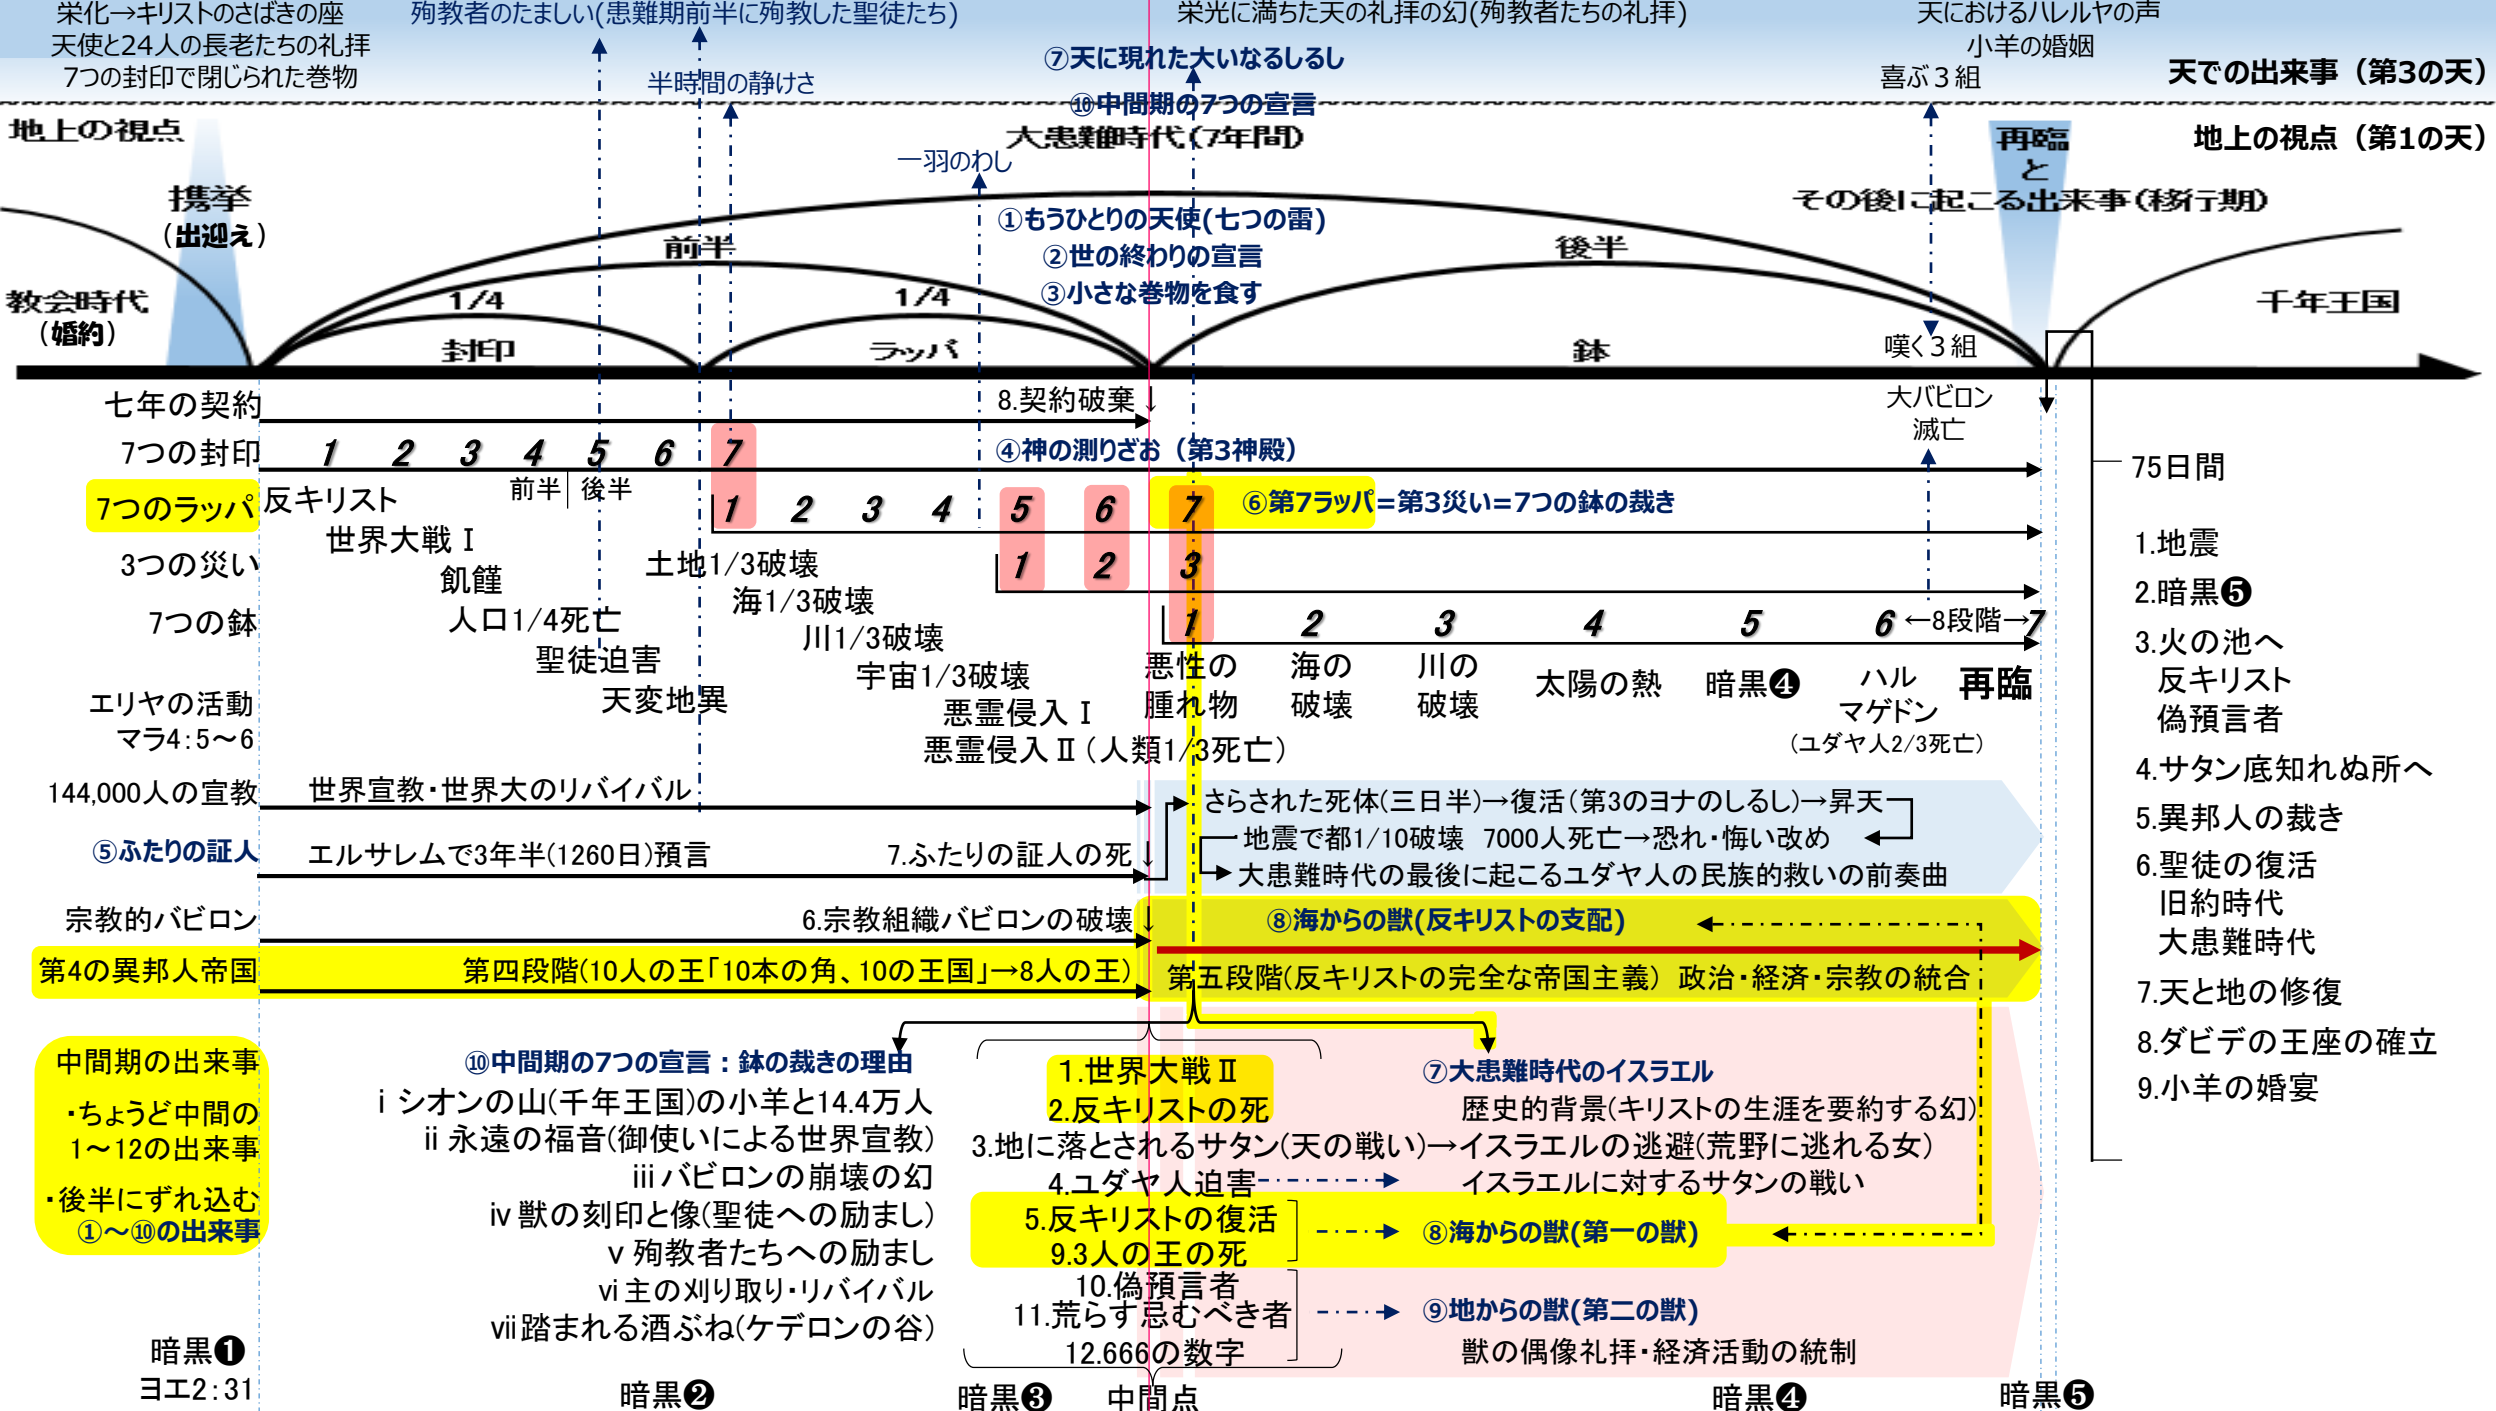 栄化→キリストのさばきの座
天使と24人の長老たちの礼拝
7つの封印で閉じられた巻物
殉教者のたましい(患難期前半に殉教した聖徒たち)
半時間の静けさ
栄光に満ちた天の礼拝の幻(殉教者たちの礼拝)
⑦天に現れた大いなるしるし
⑩中間期の7つの宣言
天におけるハレルヤの声
小羊の婚姻
喜ぶ3組
天での出来事（第3の天）
地上の視点
大患難時代(7年間)
再臨
と
その後に起こる出来事(移行期)
地上の視点（第1の天）
携挙
(出迎え)
一羽のわし
①もうひとりの天使(七つの雷)
②世の終わりの宣言
③小さな巻物を食す
前半
後半
教会時代
(婚約)
1/4
1/4
千年王国
封印
ラッパ
鉢
嘆く3組
七年の契約
8.契約破棄↓
大バビロン
滅亡
7つの封印
1 2 3 4 5 6 7
④神の測りざお（第3神殿）
前半
後半
75日間
7つのラッパ
反キリスト
1 2 3 4 5 6 7
⑥第7ラッパ=第3災い=7つの鉢の裁き
世界大戦Ⅰ
3つの災い
飢饉
土地1/3破壊
1 2 3
海1/3破壊
7つの鉢
人口1/4死亡
川1/3破壊
1 2 3 4 5 6 ←8段階→7
聖徒迫害
宇宙1/3破壊
天変地異
悪霊侵入Ⅰ
悪霊侵入Ⅱ（人類1/3死亡）
悪性の
腫れ物
海の
破壊
川の
破壊
太陽の熱
暗黒❹
ハル
マゲドン
(ユダヤ人2/3死亡)
再臨
エリヤの活動
マラ4:5～6
144,000人の宣教
世界宣教・世界大のリバイバル
さらされた死体(三日半)→復活(第3のヨナのしるし)→昇天
地震で都1/10破壊 7000人死亡→恐れ・悔い改め
大患難時代の最後に起こるユダヤ人の民族的救いの前奏曲
⑤ふたりの証人
エルサレムで3年半(1260日)預言
7.ふたりの証人の死↓
宗教的バビロン
6.宗教組織バビロンの破壊↓
⑧海からの獣(反キリストの支配)
第4の異邦人帝国
第四段階(10人の王「10本の角、10の王国」→8人の王)
第五段階(反キリストの完全な帝国主義) 政治・経済・宗教の統合
1.地震
2.暗黒❺
3.火の池へ
反キリスト
偽預言者
4.サタン底知れぬ所へ
5.異邦人の裁き
6.聖徒の復活
旧約時代
大患難時代
7.天と地の修復
8.ダビデの王座の確立
9.小羊の婚宴
中間期の出来事
・ちょうど中間の
1～12の出来事
・後半にずれ込む
①～⑩の出来事
⑩中間期の7つの宣言：鉢の裁きの理由
ⅰ シオンの山(千年王国)の小羊と14.4万人
ⅱ 永遠の福音(御使いによる世界宣教)
ⅲ バビロンの崩壊の幻
ⅳ 獣の刻印と像(聖徒への励まし)
ⅴ 殉教者たちへの励まし
ⅵ 主の刈り取り・リバイバル
ⅶ 踏まれる酒ぶね(ケデロンの谷)
1.世界大戦Ⅱ
2.反キリストの死
3.地に落とされるサタン(天の戦い)→イスラエルの逃避(荒野に逃れる女)
4.ユダヤ人迫害
5.反キリストの復活
9.3人の王の死
10.偽預言者
11.荒らす忌むべき者
12.666の数字
⑦大患難時代のイスラエル
歴史的背景(キリストの生涯を要約する幻)
イスラエルに対するサタンの戦い
⑧海からの獣(第一の獣)
⑨地からの獣(第二の獣)
獣の偶像礼拝・経済活動の統制
暗黒❶
ヨエ2:31
暗黒❷
暗黒❸
中間点
暗黒❹
暗黒❺